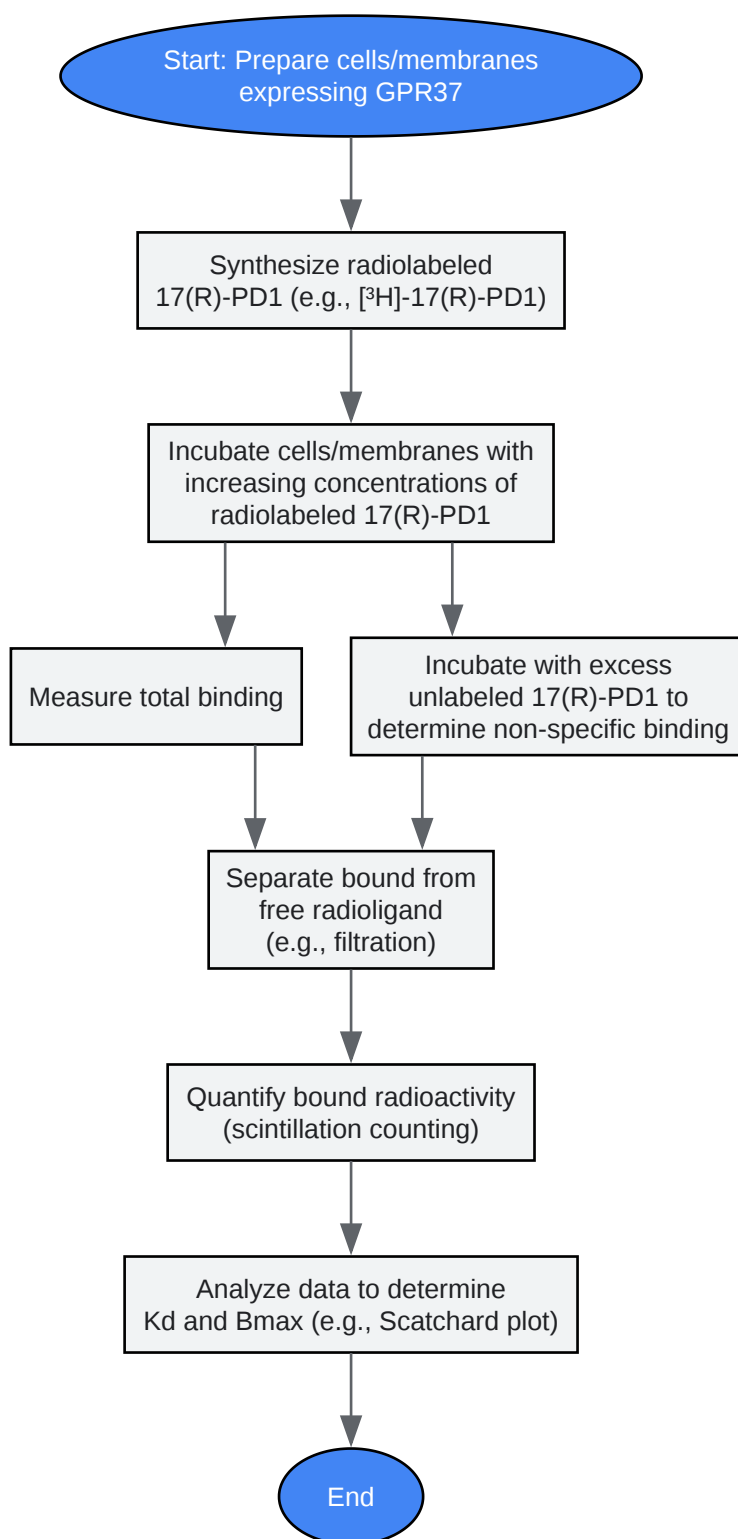 Start: Prepare cells/membranes
expressing GPR37
Synthesize radiolabeled
17(R)-PD1 (e.g., [³H]-17(R)-PD1)
Incubate cells/membranes with
increasing concentrations of
radiolabeled 17(R)-PD1
Measure total binding
Incubate with excess
unlabeled 17(R)-PD1 to
determine non-specific binding
Separate bound from
free radioligand
(e.g., filtration)
Quantify bound radioactivity
(scintillation counting)
Analyze data to determine
Kd and Bmax (e.g., Scatchard plot)
End